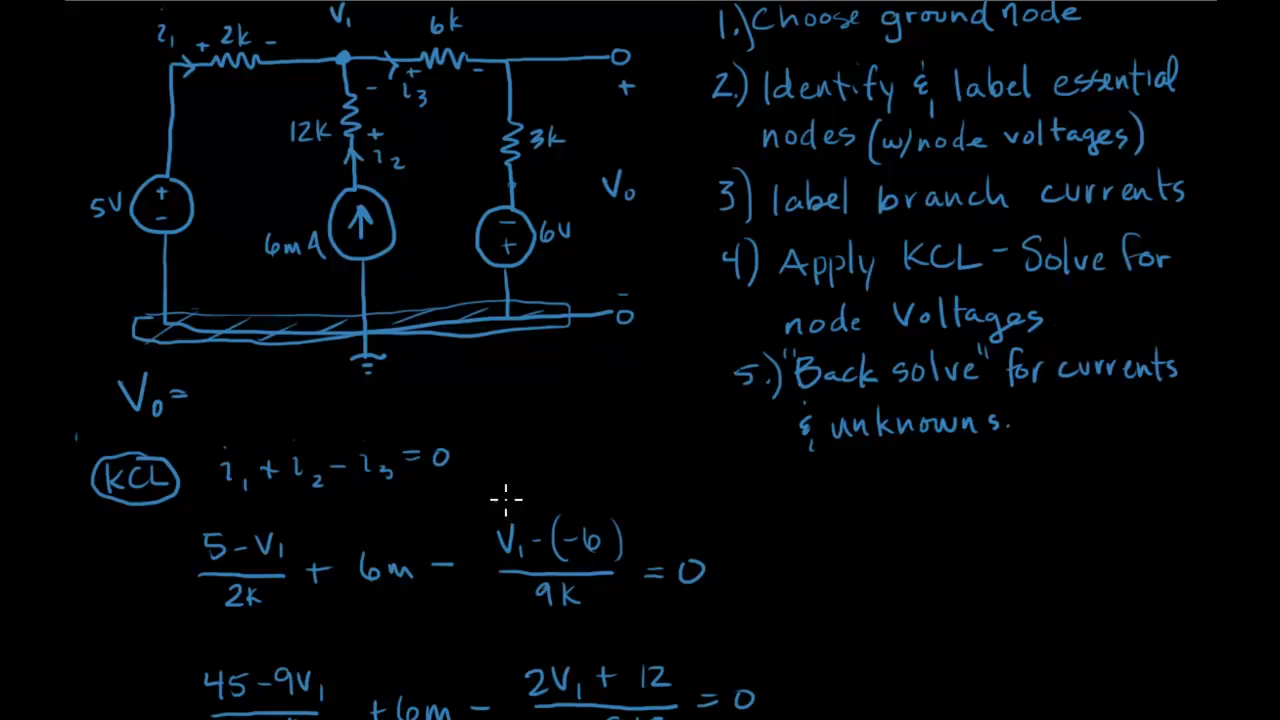 V₁
i₁ + 2k - 6k
+ -
i₃
- 12k +
i₂
3k
5V + -
6mA
- + 6V
O
+
V₀
-
O
1.) Choose ground node
2.) Identify & label essential
nodes (w/node voltages)
3) label branch currents
4) Apply KCL - Solve for
node Voltages
5.) "Back solve" for currents
& unknowns.
V₀ =
KCL i₁ + i₂ - i₃ = 0
5 - V₁ / 2k + 6m - V₁ - (-6) / 9k = 0
45 - 9V₁ + 6m - 2V₁ + 12 = 0